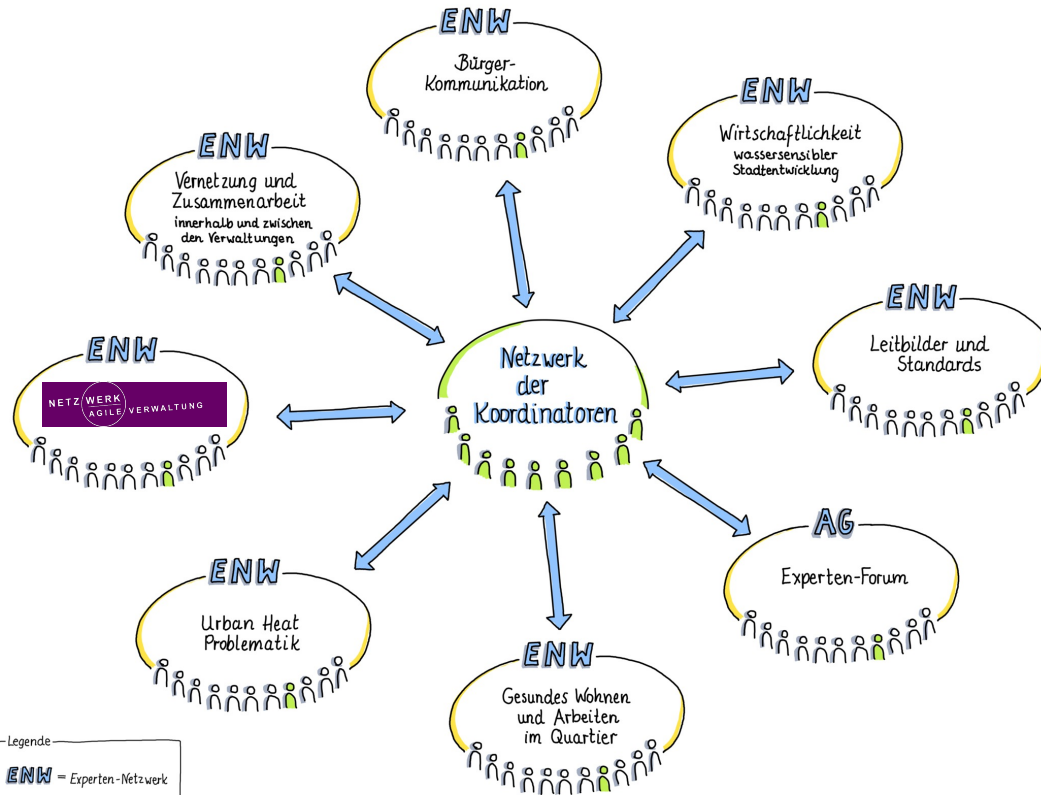 ENW
Bürger-
Kommunikation
ENW
Wirtschaftlichkeit
wassersensibler
Stadtentwicklung
ENW
Vernetzung und
Zusammenarbeit
innerhalb und zwischen
den Verwaltungen
ENW
Leitbilder und
Standards
Netzwerk
der
Koordinatoren
ENW
NETZWERK
AGILE VERWALTUNG
AG
Experten-Forum
ENW
Urban Heat
Problematik
ENW
Gesundes Wohnen
und Arbeiten
im Quartier
Legende
ENW = Experten-Netzwerk